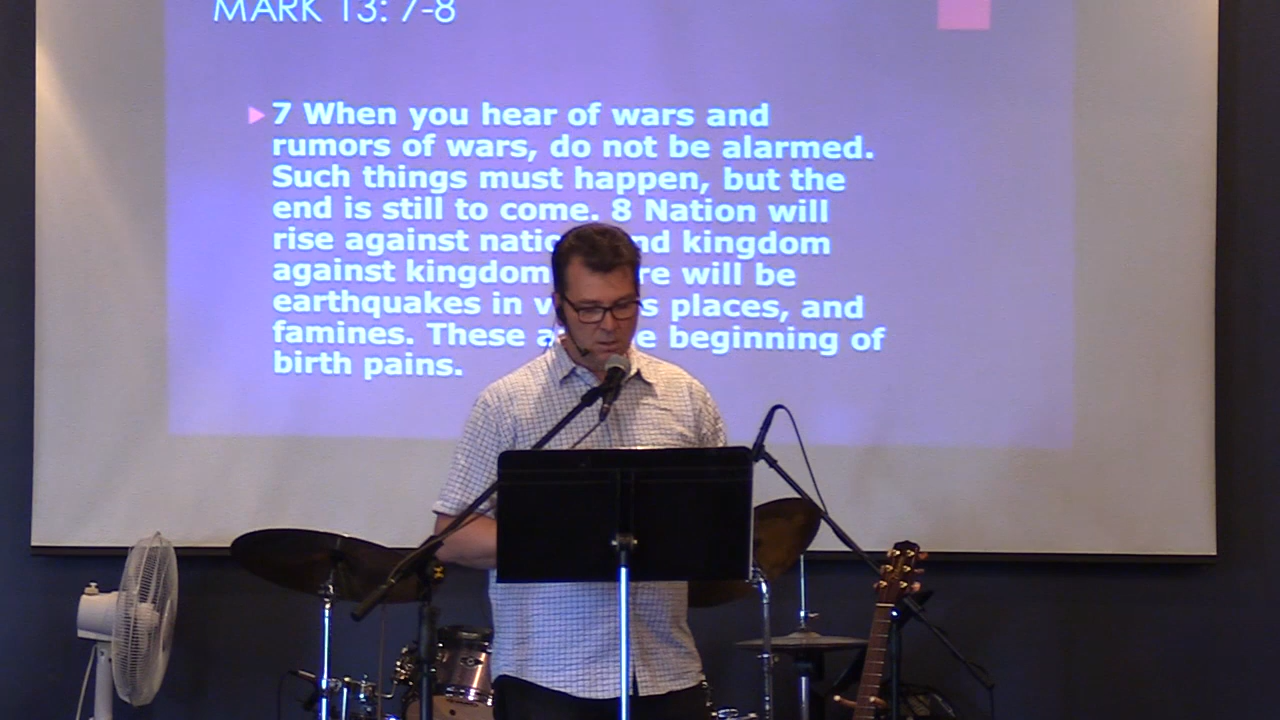 MARK 13: 7-8
7 When you hear of wars and
rumors of wars, do not be alarmed.
Such things must happen, but the
end is still to come. 8 Nation will
rise against nd kingdom
against kingdom will be
earthquakes in places, and
famines. These beginning of
birth pains.